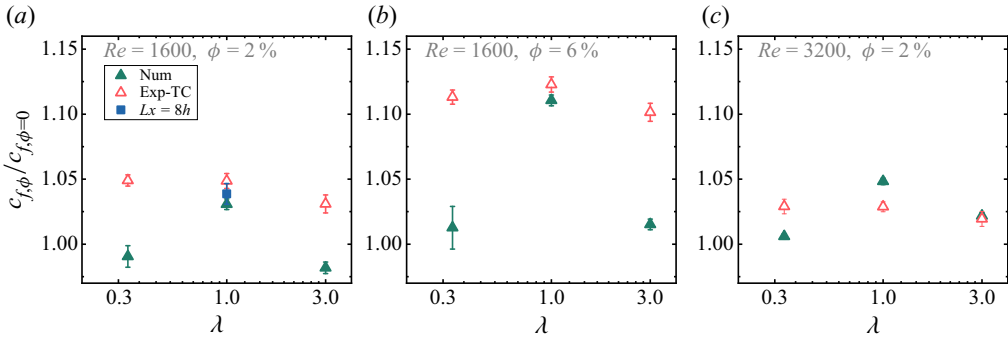 (a)
Re = 1600, ϕ = 2 %
Num
Exp-TC
Lx = 8h
1.15
1.10
1.05
1.00
c_{f,ϕ}/c_{f,ϕ=0}
0.3
1.0
3.0
λ
(b)
Re = 1600, ϕ = 6 %
1.15
1.10
1.05
1.00
0.3
1.0
3.0
λ
(c)
Re = 3200, ϕ = 2 %
1.15
1.10
1.05
1.00
0.3
1.0
3.0
λ